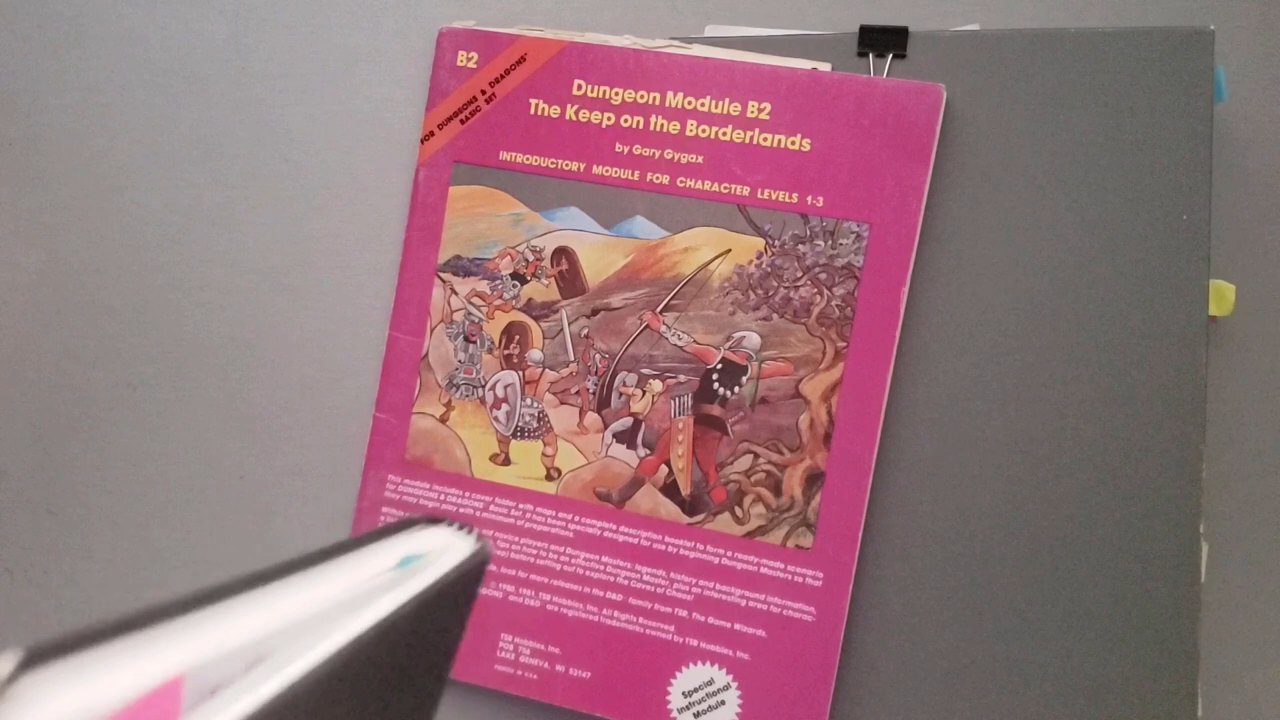 B2
FOR DUNGEONS & DRAGONS®
BASIC SET
Dungeon Module B2
The Keep on the Borderlands
by Gary Gygax
INTRODUCTORY MODULE FOR CHARACTER LEVELS 1-3
This module includes a cover folder with maps and a complete description booklet to form a ready-made scenario
for DUNGEONS & DRAGONS® Basic Set. It has been specially designed for use by beginning Dungeon Masters so that
they may begin play with a minimum of preparations.
novice players and Dungeon Masters: legends, history and background information,
tips on how to be an effective Dungeon Master, plus an interesting area for charac-
before setting out to explore the Caves of Chaos!
look for more releases in the D&D® family from TSR, The Game Wizards.
© 1980, 1981, TSR Hobbies, Inc. All Rights Reserved.
and D&D® are registered trademarks owned by TSR Hobbies, Inc.
TSR Hobbies, Inc.
POB 756
LAKE GENEVA, WI 53147
PRINTED IN U.S.A.
Special
Instructional
Module